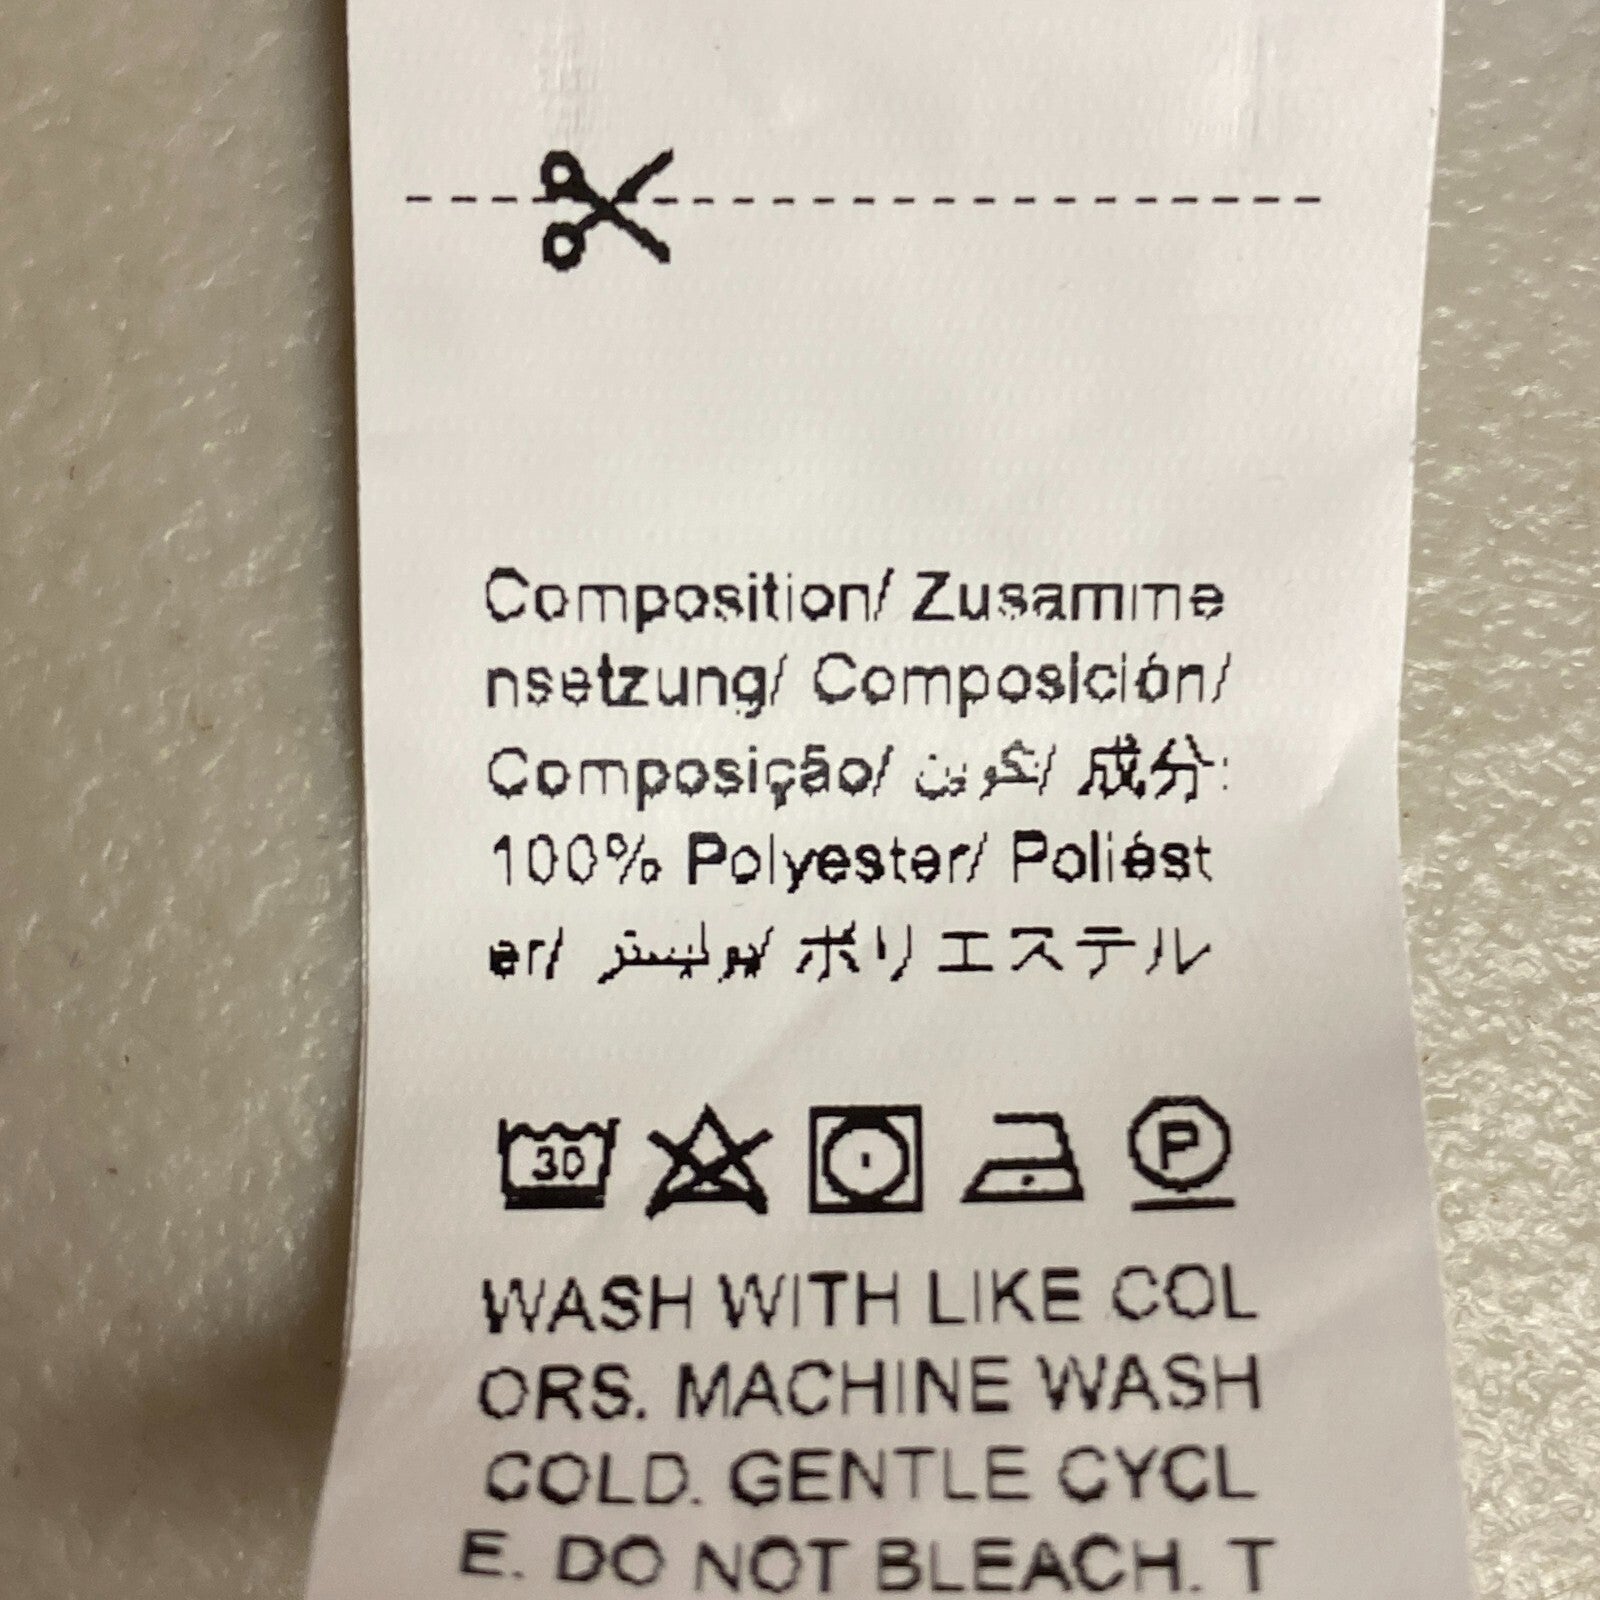 Composition/ Zusamme
nsetzung/ Composición/
Composição/ تكوين/ 成分:
100% Polyester/ Poliést
er/ بوليستر/ ポリエステル
30 P
WASH WITH LIKE COL
ORS. MACHINE WASH
COLD. GENTLE CYCL
E. DO NOT BLEACH. T